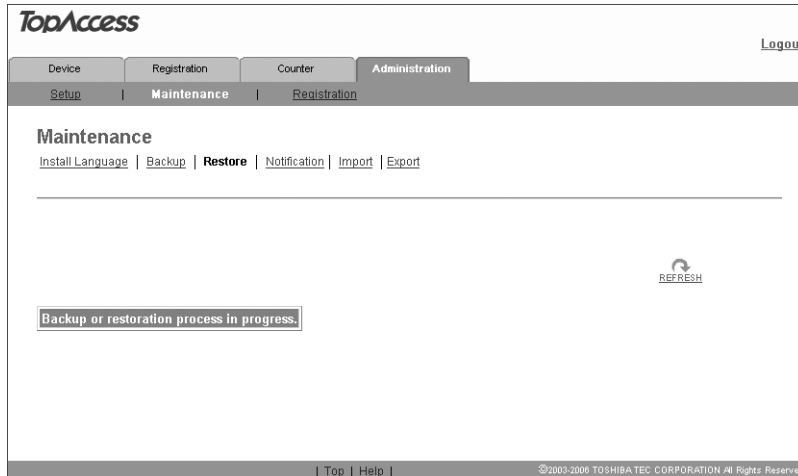 TopAccess
Logou
Device Registration Counter Administration
Setup | Maintenance | Registration
Maintenance
Install Language | Backup | Restore | Notification | Import | Export
REFRESH
Backup or restoration process in progress.
| Top | Help | ©2003-2006 TOSHIBA TEC CORPORATION All Rights Reserve